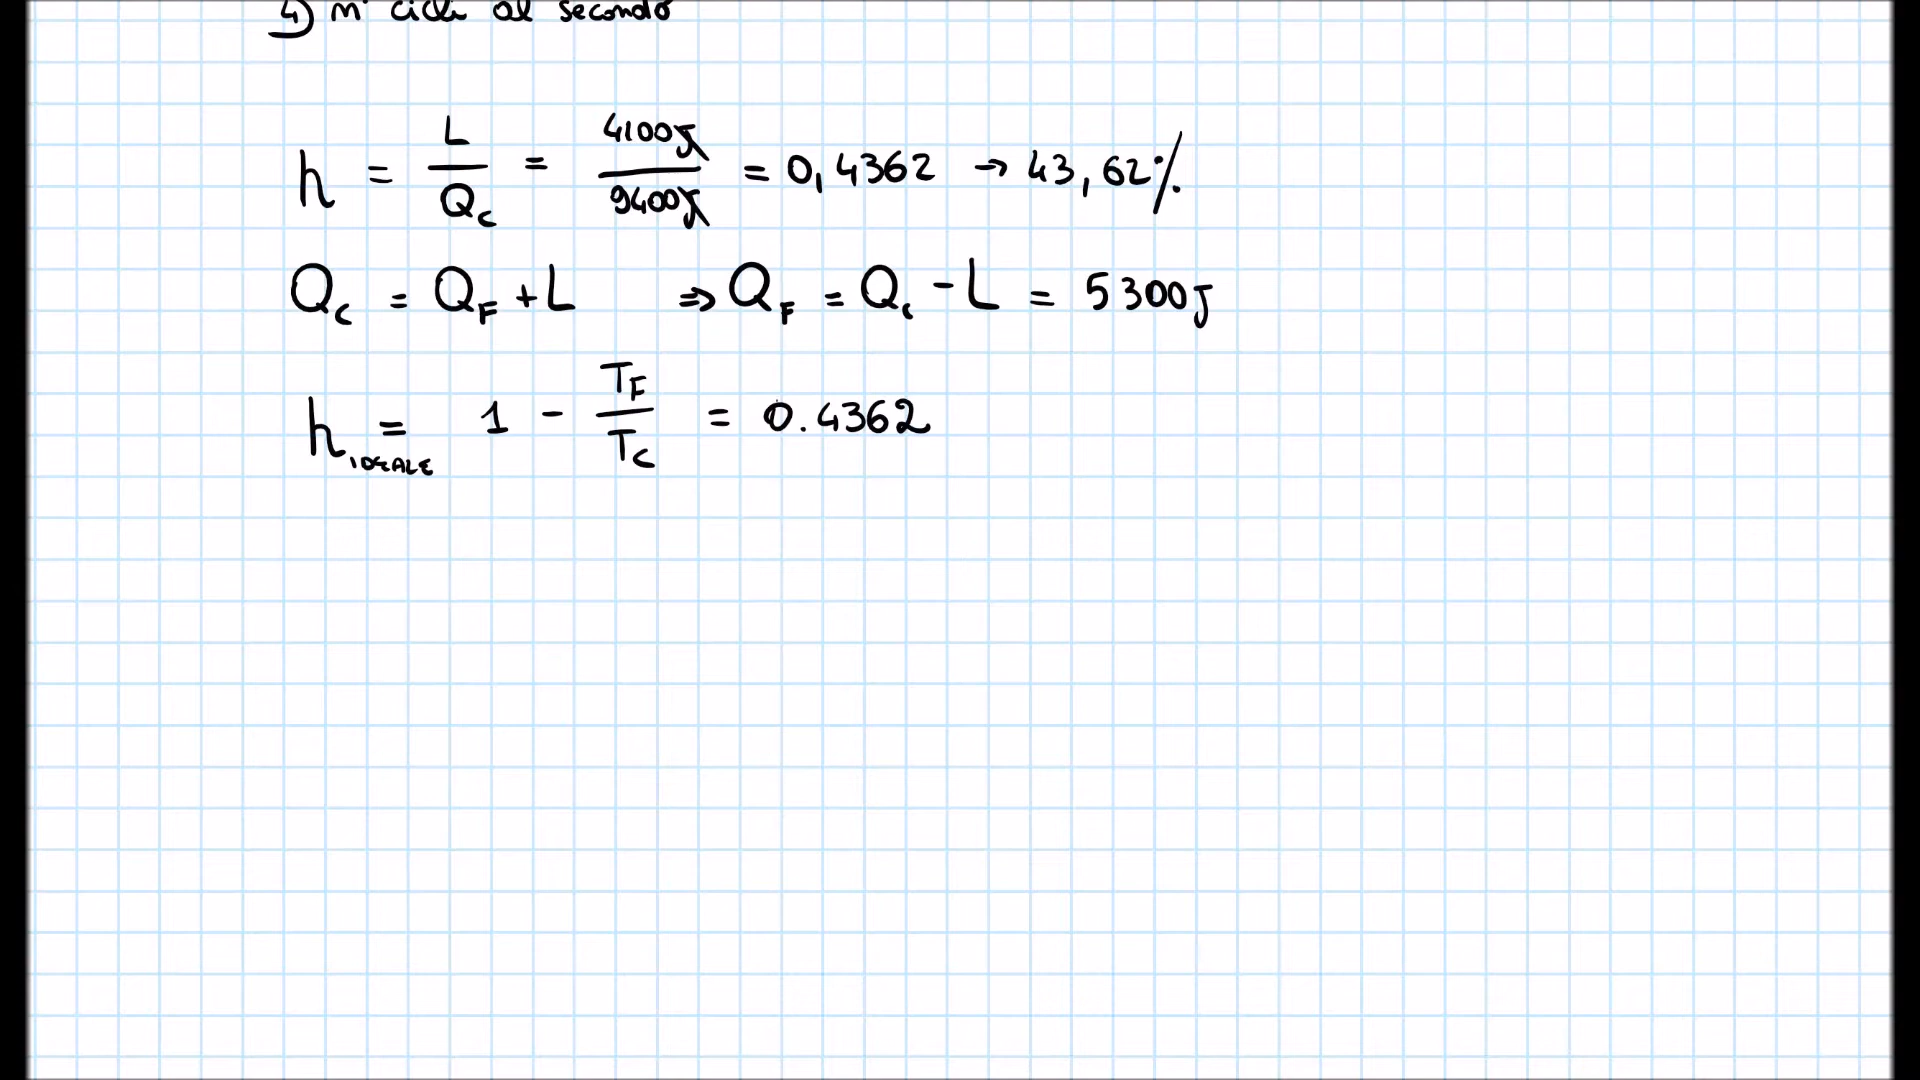 4) n° cicli al secondo
h = L/Q_C = 4100J/9400J = 0,4362 → 43,62%
Q_C = Q_F + L ⇒ Q_F = Q_C - L = 5300J
h_IDEALE = 1 - T_F/T_C = 0.4362